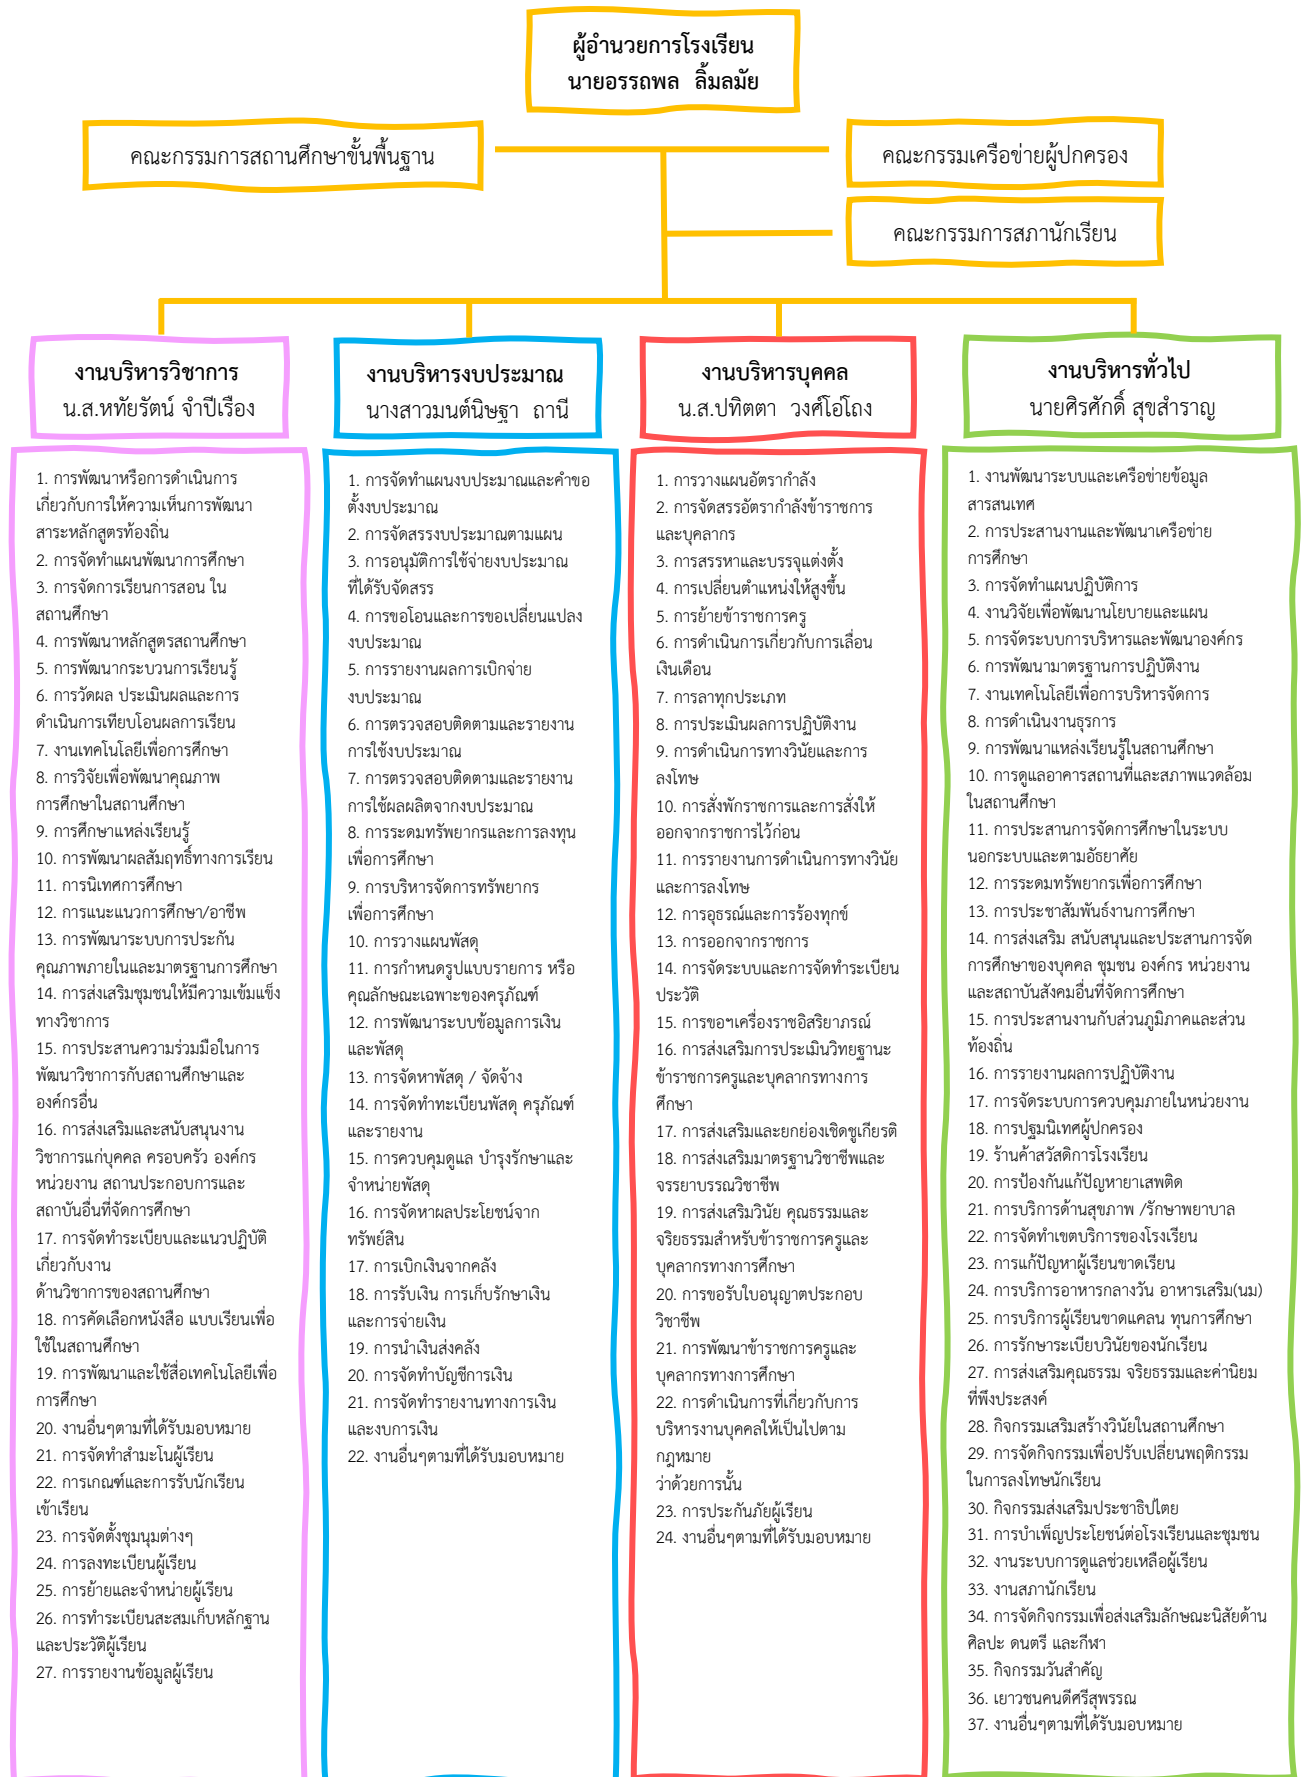 ผู้อำนวยการโรงเรียน
นายอรรถพล ลิ้มลมัย
คณะกรรมการสถานศึกษาขั้นพื้นฐาน
คณะกรรมเครือข่ายผู้ปกครอง
คณะกรรมการสภานักเรียน
งานบริหารวิชาการ
น.ส.หทัยรัตน์ จำปีเรือง
1. การพัฒนาหรือการดำเนินการ
เกี่ยวกับการให้ความเห็นการพัฒนา
สาระหลักสูตรท้องถิ่น
2. การจัดทำแผนพัฒนาการศึกษา
3. การจัดการเรียนการสอน ใน
สถานศึกษา
4. การพัฒนาหลักสูตรสถานศึกษา
5. การพัฒนากระบวนการเรียนรู้
6. การวัดผล ประเมินผลและการ
ดำเนินการเทียบโอนผลการเรียน
7. งานเทคโนโลยีเพื่อการศึกษา
8. การวิจัยเพื่อพัฒนาคุณภาพ
การศึกษาในสถานศึกษา
9. การศึกษาแหล่งเรียนรู้
10. การพัฒนาผลสัมฤทธิ์ทางการเรียน
11. การนิเทศการศึกษา
12. การแนะแนวการศึกษา/อาชีพ
13. การพัฒนาระบบการประกัน
คุณภาพภายในและมาตรฐานการศึกษา
14. การส่งเสริมชุมชนให้มีความเข้มแข็ง
ทางวิชาการ
15. การประสานความร่วมมือในการ
พัฒนาวิชาการกับสถานศึกษาและ
องค์กรอื่น
16. การส่งเสริมและสนับสนุนงาน
วิชาการแก่บุคคล ครอบครัว องค์กร
หน่วยงาน สถานประกอบการและ
สถาบันอื่นที่จัดการศึกษา
17. การจัดทำระเบียบและแนวปฏิบัติ
เกี่ยวกับงาน
ด้านวิชาการของสถานศึกษา
18. การคัดเลือกหนังสือ แบบเรียนเพื่อ
ใช้ในสถานศึกษา
19. การพัฒนาและใช้สื่อเทคโนโลยีเพื่อ
การศึกษา
20. งานอื่นๆตามที่ได้รับมอบหมาย
21. การจัดทำสำมะโนผู้เรียน
22. การเกณฑ์และการรับนักเรียน
เข้าเรียน
23. การจัดตั้งชุมนุมต่างๆ
24. การลงทะเบียนผู้เรียน
25. การย้ายและจำหน่ายผู้เรียน
26. การทำระเบียนสะสมเก็บหลักฐาน
และประวัติผู้เรียน
27. การรายงานข้อมูลผู้เรียน
งานบริหารงบประมาณ
นางสาวมนต์นิษฐา ถานี
1. การจัดทำแผนงบประมาณและคำขอ
ตั้งงบประมาณ
2. การจัดสรรงบประมาณตามแผน
3. การอนุมัติการใช้จ่ายงบประมาณ
ที่ได้รับจัดสรร
4. การขอโอนและการขอเปลี่ยนแปลง
งบประมาณ
5. การรายงานผลการเบิกจ่าย
งบประมาณ
6. การตรวจสอบติดตามและรายงาน
การใช้งบประมาณ
7. การตรวจสอบติดตามและรายงาน
การใช้ผลผลิตจากงบประมาณ
8. การระดมทรัพยากรและการลงทุน
เพื่อการศึกษา
9. การบริหารจัดการทรัพยากร
เพื่อการศึกษา
10. การวางแผนพัสดุ
11. การกำหนดรูปแบบรายการ หรือ
คุณลักษณะเฉพาะของครุภัณฑ์
12. การพัฒนาระบบข้อมูลการเงิน
และพัสดุ
13. การจัดหาพัสดุ / จัดจ้าง
14. การจัดทำทะเบียนพัสดุ ครุภัณฑ์
และรายงาน
15. การควบคุมดูแล บำรุงรักษาและ
จำหน่ายพัสดุ
16. การจัดหาผลประโยชน์จาก
ทรัพย์สิน
17. การเบิกเงินจากคลัง
18. การรับเงิน การเก็บรักษาเงิน
และการจ่ายเงิน
19. การนำเงินส่งคลัง
20. การจัดทำบัญชีการเงิน
21. การจัดทำรายงานทางการเงิน
และงบการเงิน
22. งานอื่นๆตามที่ได้รับมอบหมาย
งานบริหารบุคคล
น.ส.ปทิตตา วงศ์โอ่โถง
1. การวางแผนอัตรากำลัง
2. การจัดสรรอัตรากำลังข้าราชการ
และบุคลากร
3. การสรรหาและบรรจุแต่งตั้ง
4. การเปลี่ยนตำแหน่งให้สูงขึ้น
5. การย้ายข้าราชการครู
6. การดำเนินการเกี่ยวกับการเลื่อน
เงินเดือน
7. การลาทุกประเภท
8. การประเมินผลการปฏิบัติงาน
9. การดำเนินการทางวินัยและการ
ลงโทษ
10. การสั่งพักราชการและการสั่งให้
ออกจากราชการไว้ก่อน
11. การรายงานการดำเนินการทางวินัย
และการลงโทษ
12. การอุธรณ์และการร้องทุกข์
13. การออกจากราชการ
14. การจัดระบบและการจัดทำระเบียน
ประวัติ
15. การขอฯเครื่องราชอิสริยาภรณ์
16. การส่งเสริมการประเมินวิทยฐานะ
ข้าราชการครูและบุคลากรทางการ
ศึกษา
17. การส่งเสริมและยกย่องเชิดชูเกียรติ
18. การส่งเสริมมาตรฐานวิชาชีพและ
จรรยาบรรณวิชาชีพ
19. การส่งเสริมวินัย คุณธรรมและ
จริยธรรมสำหรับข้าราชการครูและ
บุคลากรทางการศึกษา
20. การขอรับใบอนุญาตประกอบ
วิชาชีพ
21. การพัฒนาข้าราชการครูและ
บุคลากรทางการศึกษา
22. การดำเนินการที่เกี่ยวกับการ
บริหารงานบุคคลให้เป็นไปตาม
กฎหมาย
ว่าด้วยการนั้น
23. การประกันภัยผู้เรียน
24. งานอื่นๆตามที่ได้รับมอบหมาย
งานบริหารทั่วไป
นายศิรศักดิ์ สุขสำราญ
1. งานพัฒนาระบบและเครือข่ายข้อมูล
สารสนเทศ
2. การประสานงานและพัฒนาเครือข่าย
การศึกษา
3. การจัดทำแผนปฏิบัติการ
4. งานวิจัยเพื่อพัฒนานโยบายและแผน
5. การจัดระบบการบริหารและพัฒนาองค์กร
6. การพัฒนามาตรฐานการปฏิบัติงาน
7. งานเทคโนโลยีเพื่อการบริหารจัดการ
8. การดำเนินงานธุรการ
9. การพัฒนาแหล่งเรียนรู้ในสถานศึกษา
10. การดูแลอาคารสถานที่และสภาพแวดล้อม
ในสถานศึกษา
11. การประสานการจัดการศึกษาในระบบ
นอกระบบและตามอัธยาศัย
12. การระดมทรัพยากรเพื่อการศึกษา
13. การประชาสัมพันธ์งานการศึกษา
14. การส่งเสริม สนับสนุนและประสานการจัด
การศึกษาของบุคคล ชุมชน องค์กร หน่วยงาน
และสถาบันสังคมอื่นที่จัดการศึกษา
15. การประสานงานกับส่วนภูมิภาคและส่วน
ท้องถิ่น
16. การรายงานผลการปฏิบัติงาน
17. การจัดระบบการควบคุมภายในหน่วยงาน
18. การปฐมนิเทศผู้ปกครอง
19. ร้านค้าสวัสดิการโรงเรียน
20. การป้องกันแก้ปัญหายาเสพติด
21. การบริการด้านสุขภาพ /รักษาพยาบาล
22. การจัดทำเขตบริการของโรงเรียน
23. การแก้ปัญหาผู้เรียนขาดเรียน
24. การบริการอาหารกลางวัน อาหารเสริม(นม)
25. การบริการผู้เรียนขาดแคลน ทุนการศึกษา
26. การรักษาระเบียบวินัยของนักเรียน
27. การส่งเสริมคุณธรรม จริยธรรมและค่านิยม
ที่พึงประสงค์
28. กิจกรรมเสริมสร้างวินัยในสถานศึกษา
29. การจัดกิจกรรมเพื่อปรับเปลี่ยนพฤติกรรม
ในการลงโทษนักเรียน
30. กิจกรรมส่งเสริมประชาธิปไตย
31. การบำเพ็ญประโยชน์ต่อโรงเรียนและชุมชน
32. งานระบบการดูแลช่วยเหลือผู้เรียน
33. งานสภานักเรียน
34. การจัดกิจกรรมเพื่อส่งเสริมลักษณะนิสัยด้าน
ศิลปะ ดนตรี และกีฬา
35. กิจกรรมวันสำคัญ
36. เยาวชนคนดีศรีสุพรรณ
37. งานอื่นๆตามที่ได้รับมอบหมาย